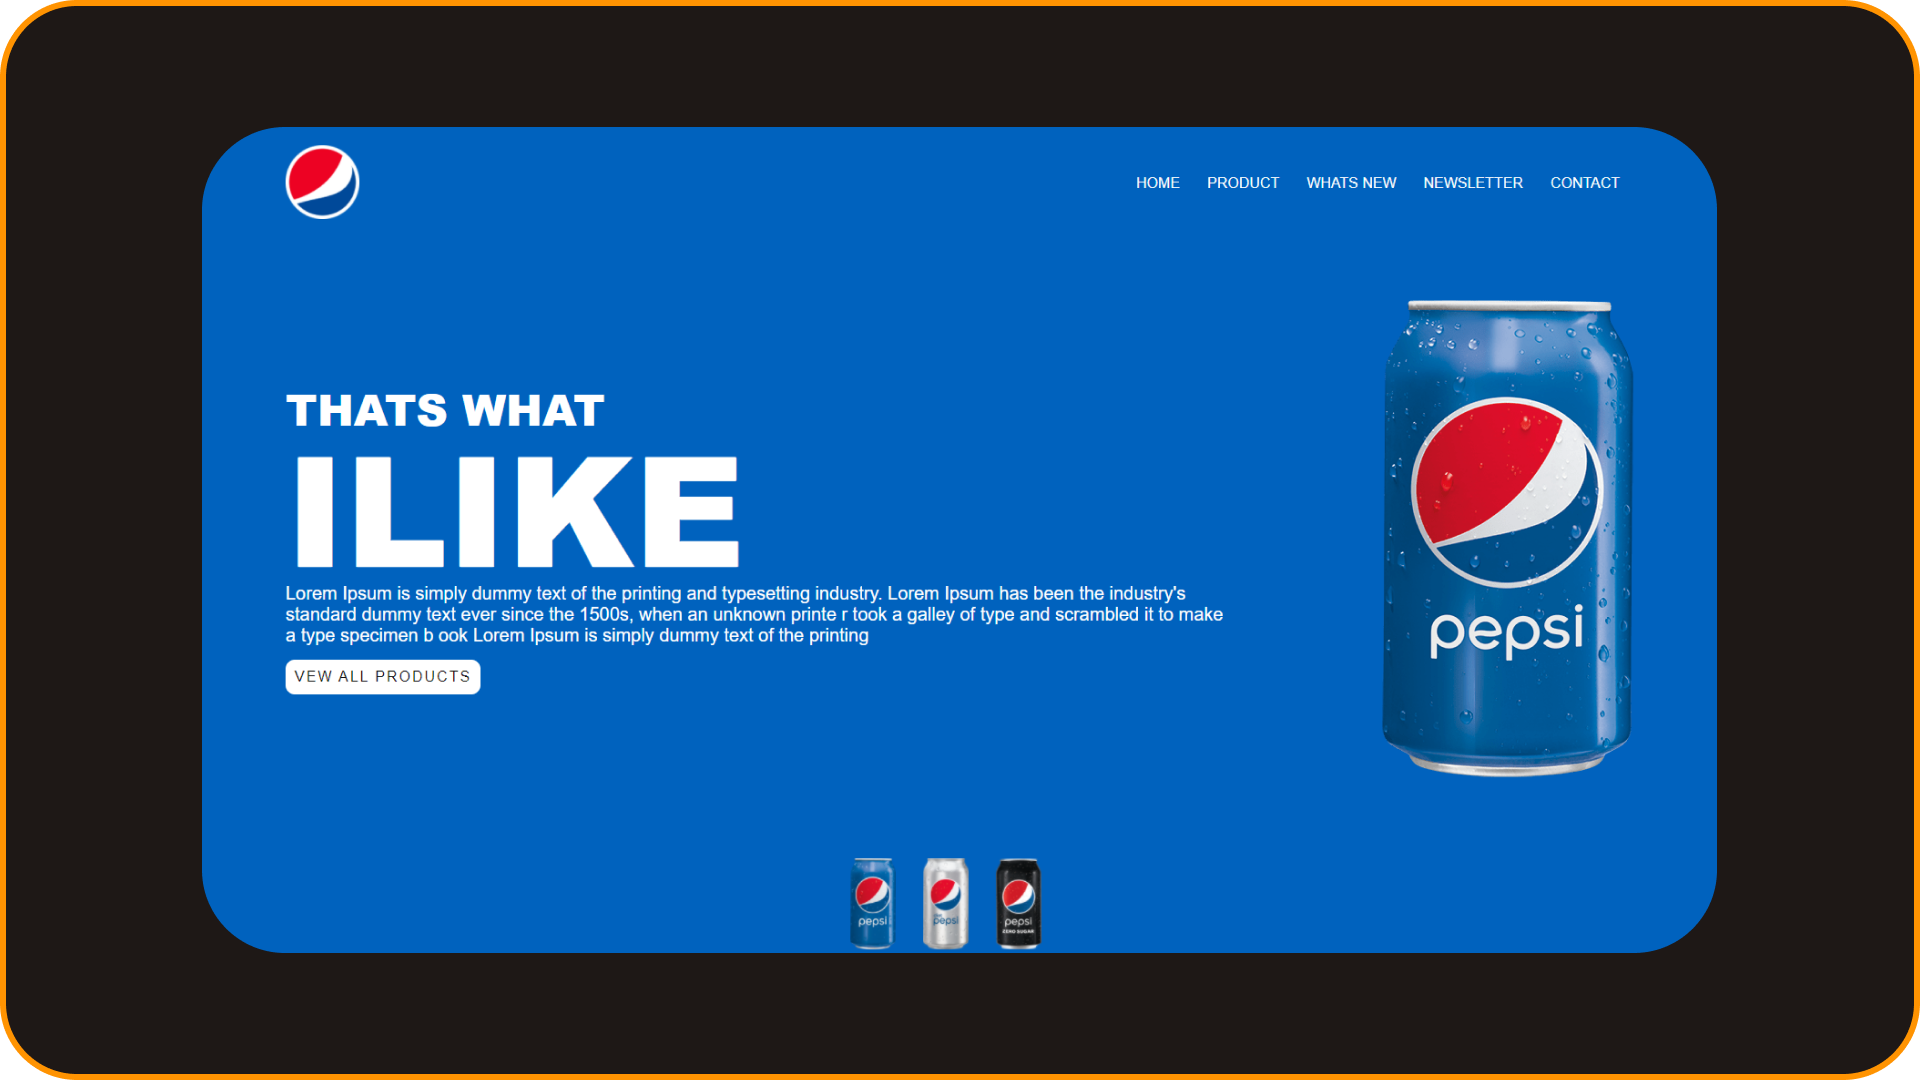 HOME PRODUCT WHATS NEW NEWSLETTER CONTACT
THATS WHAT
ILIKE
Lorem Ipsum is simply dummy text of the printing and typesetting industry. Lorem Ipsum has been the industry's
standard dummy text ever since the 1500s, when an unknown printe r took a galley of type and scrambled it to make
a type specimen b ook Lorem Ipsum is simply dummy text of the printing
VEW ALL PRODUCTS
pepsi
pepsi
pepsi
pepsi
ZERO SUGAR